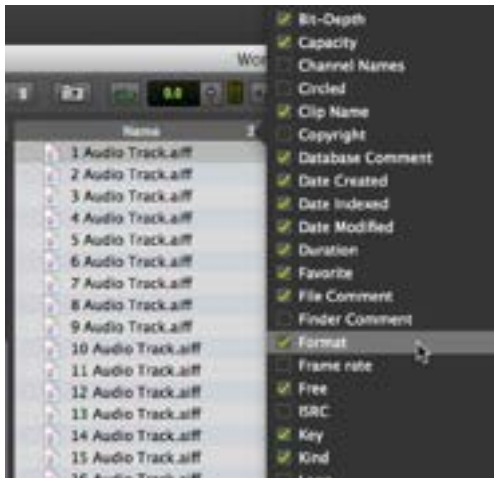 Wor
0.0
Name
1 Audio Track.aiff
2 Audio Track.aiff
3 Audio Track.aiff
4 Audio Track.aiff
5 Audio Track.aiff
6 Audio Track.aiff
7 Audio Track.aiff
8 Audio Track.aiff
9 Audio Track.aiff
10 Audio Track.aiff
11 Audio Track.aiff
12 Audio Track.aiff
13 Audio Track.aiff
14 Audio Track.aiff
15 Audio Track.aiff
Bit-Depth
Capacity
Channel Names
Circled
Clip Name
Copyright
Database Comment
Date Created
Date Indexed
Date Modified
Duration
Favorite
File Comment
Finder Comment
Format
Frame rate
Free
ISRC
Key
Kind